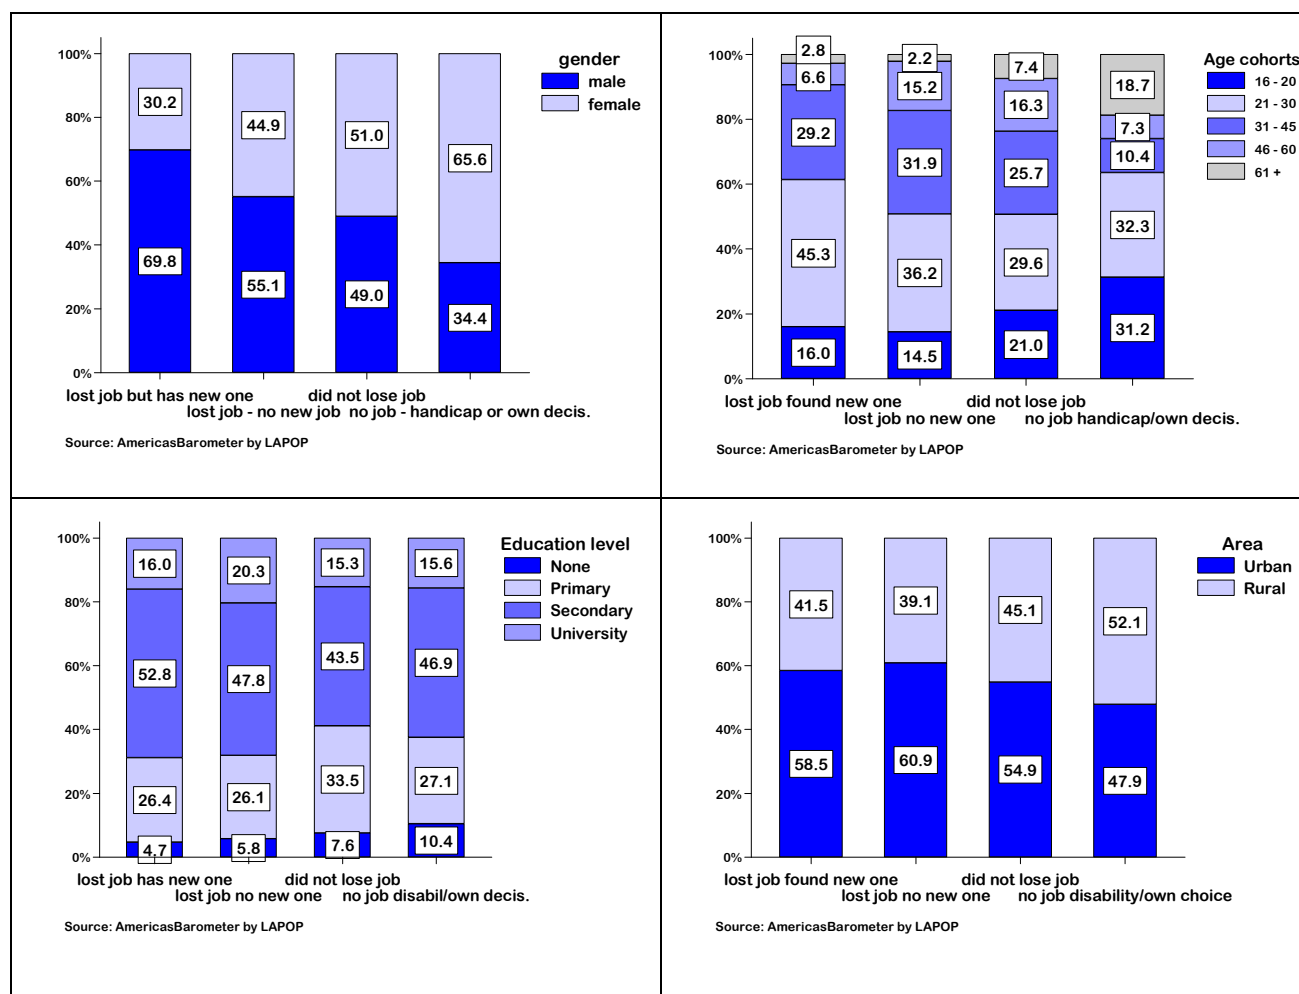 gender
male
female
100%
80%
60%
40%
20%
0%
30.2
44.9
51.0
65.6
69.8
55.1
49.0
34.4
lost job but has new one
did not lose job
lost job - no new job
no job - handicap or own decis.
Source: AmericasBarometer by LAPOP
Age cohorts
16 - 20
21 - 30
31 - 45
46 - 60
61 +
100%
80%
60%
40%
20%
0%
2.8
2.2
7.4
18.7
6.6
15.2
16.3
7.3
29.2
31.9
25.7
10.4
45.3
36.2
29.6
32.3
16.0
14.5
21.0
31.2
lost job found new one
did not lose job
lost job no new one
no job handicap/own decis.
Source: AmericasBarometer by LAPOP
Education level
None
Primary
Secondary
University
100%
80%
60%
40%
20%
0%
16.0
20.3
15.3
15.6
52.8
47.8
43.5
46.9
26.4
26.1
33.5
27.1
4.7
5.8
7.6
10.4
lost job has new one
did not lose job
lost job no new one
no job disabil/own decis.
Source: AmericasBarometer by LAPOP
Area
Urban
Rural
100%
80%
60%
40%
20%
0%
41.5
39.1
45.1
52.1
58.5
60.9
54.9
47.9
lost job found new one
did not lose job
lost job no new one
no job disability/own choice
Source: AmericasBarometer by LAPOP